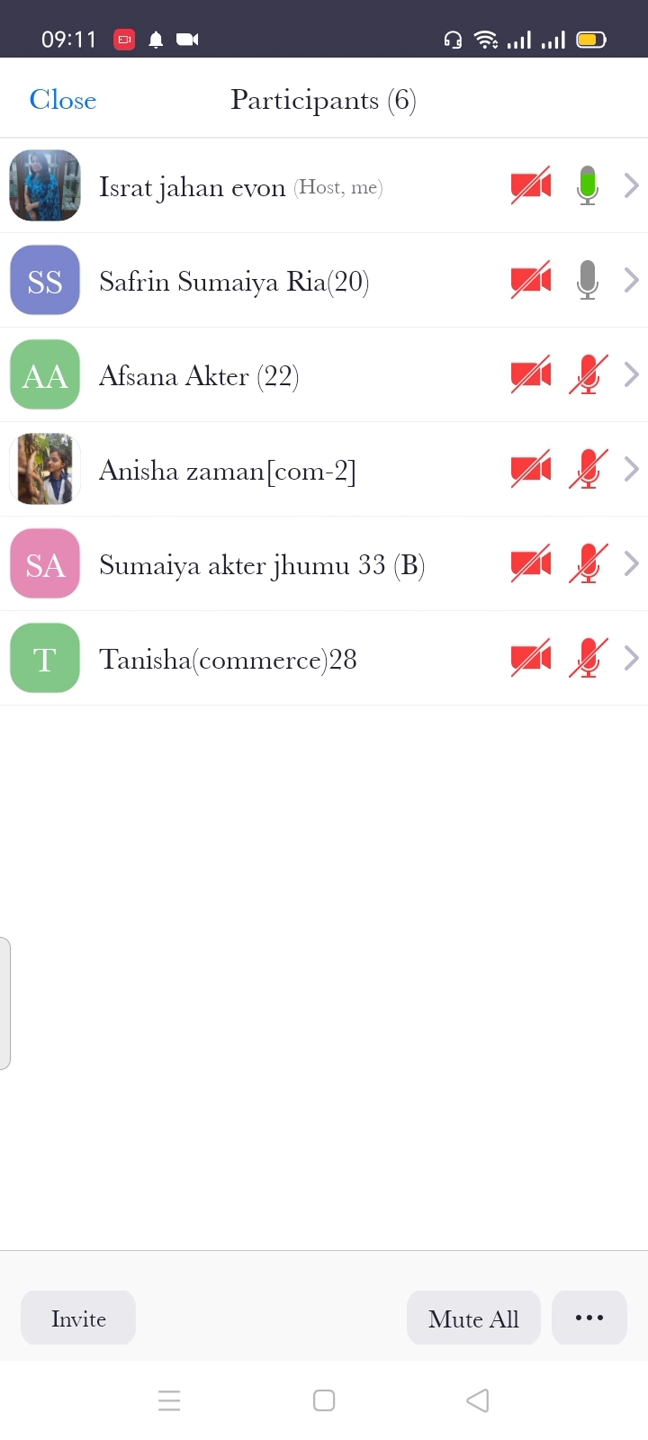 09:11
Close Participants (6)
Israt jahan evon (Host, me)
SS Safrin Sumaiya Ria(20)
AA Afsana Akter (22)
Anisha zaman[com-2]
SA Sumaiya akter jhumu 33 (B)
T Tanisha(commerce)28
Invite Mute All ...